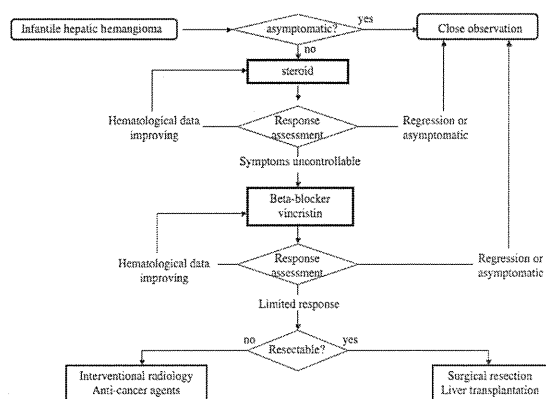 Infantile hepatic hemangioma
asymptomatic?
yes
Close observation
no
steroid
Hematological data
improving
Response
assessment
Regression or
asymptomatic
Symptoms uncontrollable
Beta-blocker
vincristin
Hematological data
improving
Response
assessment
Regression or
asymptomatic
Limited response
no
Resectable?
yes
Interventional radiology
Anti-cancer agents
Surgical resection
Liver transplantation